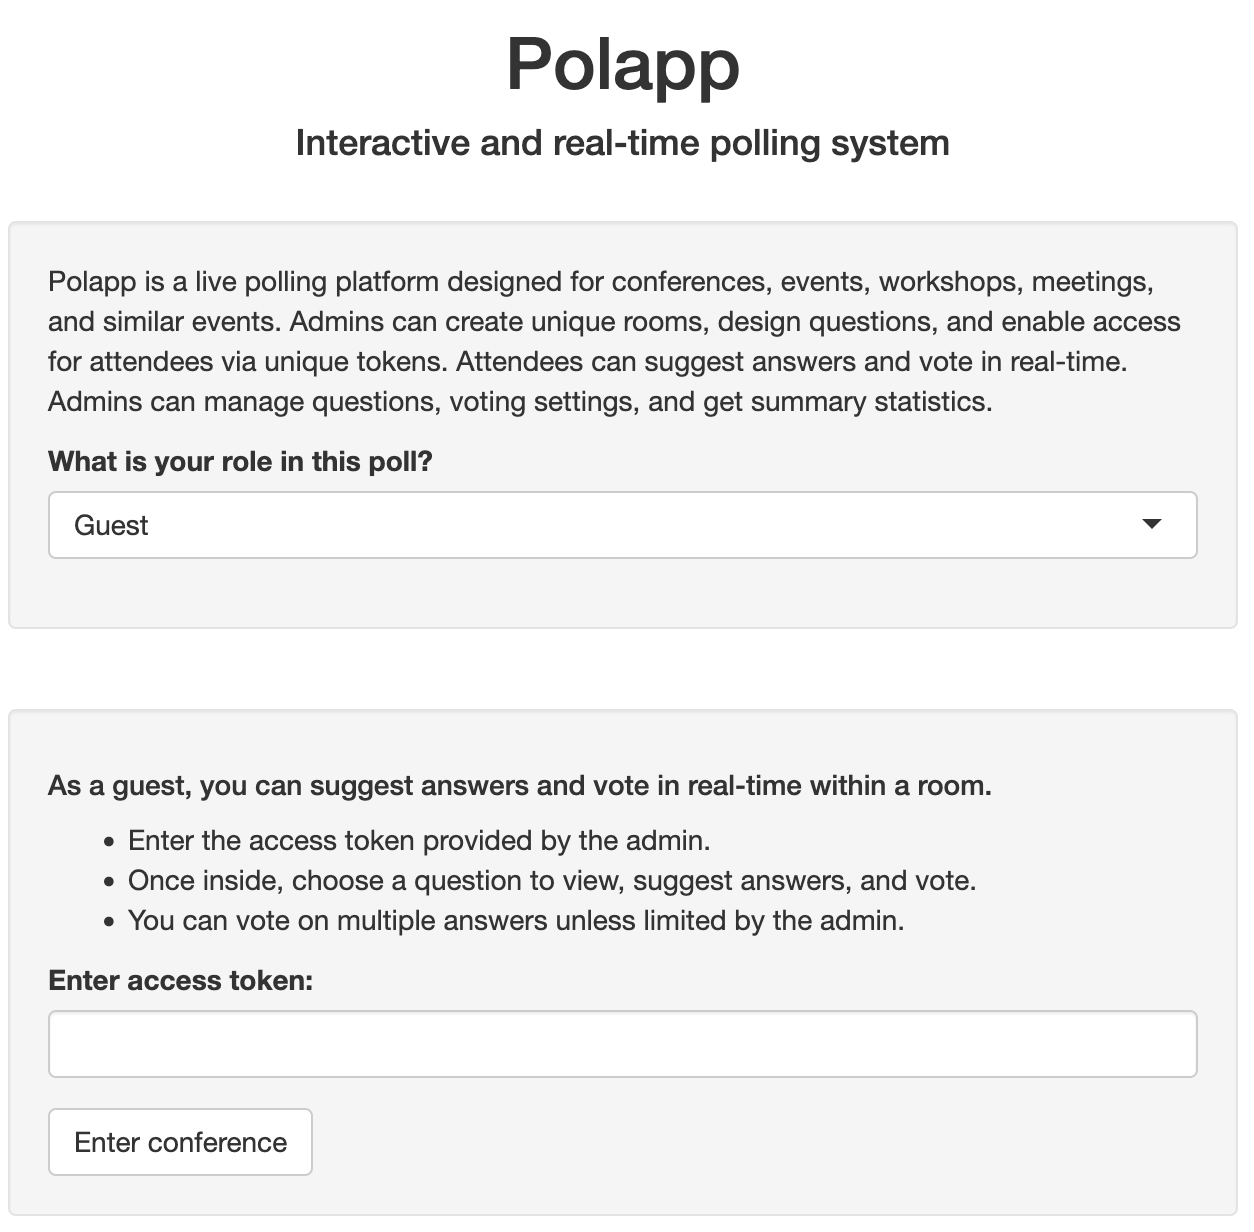 Polapp
Interactive and real-time polling system
Polapp is a live polling platform designed for conferences, events, workshops, meetings,
and similar events. Admins can create unique rooms, design questions, and enable access
for attendees via unique tokens. Attendees can suggest answers and vote in real-time.
Admins can manage questions, voting settings, and get summary statistics.
What is your role in this poll?
Guest
As a guest, you can suggest answers and vote in real-time within a room.
• Enter the access token provided by the admin.
• Once inside, choose a question to view, suggest answers, and vote.
• You can vote on multiple answers unless limited by the admin.
Enter access token:
Enter conference